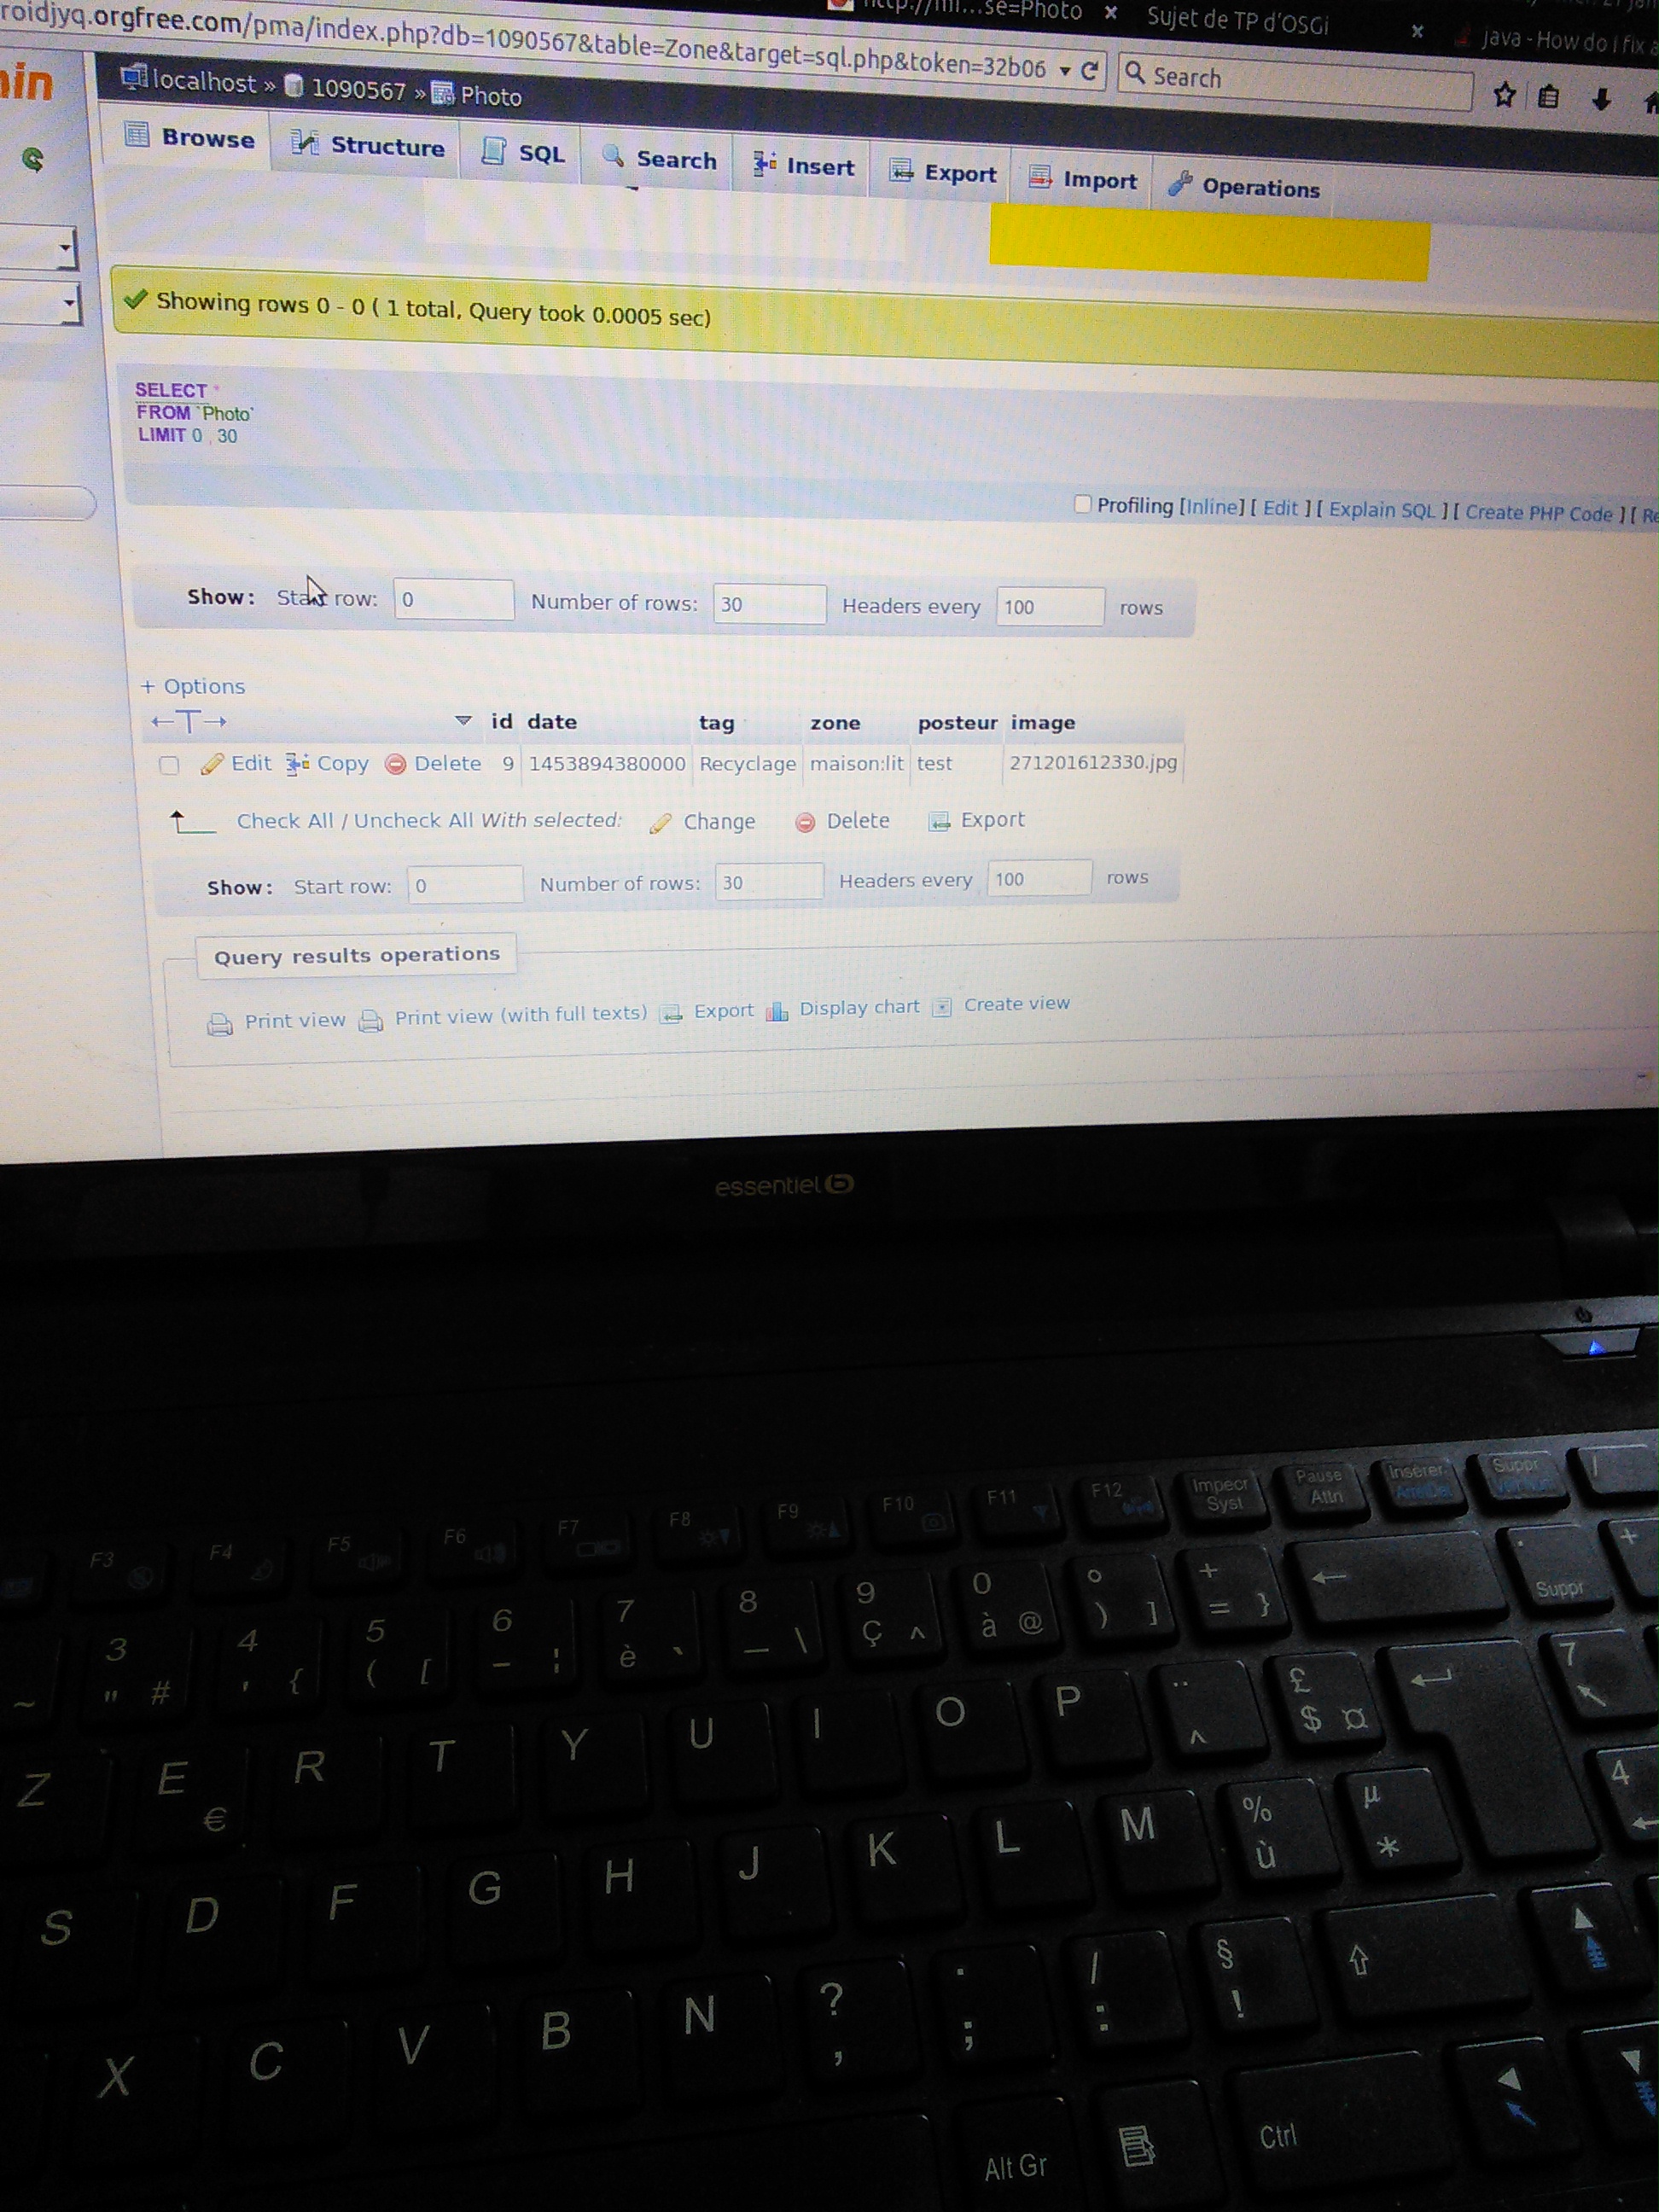 se=Photo × Sujet de TP d'OSGi × java - How do I fix a
roidjyq.orgfree.com/pma/index.php?db=1090567&table=Zone&target=sql.php&token=32b06 Search
localhost » 1090567 » Photo
Browse Structure SQL Search Insert Export Import Operations
Showing rows 0 - 0 ( 1 total, Query took 0.0005 sec)
SELECT *
FROM `Photo`
LIMIT 0 , 30
Profiling [Inline] [ Edit ] [ Explain SQL ] [ Create PHP Code ] [ Re
Show: Start row: 0 Number of rows: 30 Headers every 100 rows
+ Options
←T→ id date tag zone posteur image
Edit Copy Delete 9 1453894380000 Recyclage maison:lit test 271201612330.jpg
Check All / Uncheck All With selected: Change Delete Export
Show: Start row: 0 Number of rows: 30 Headers every 100 rows
Query results operations
Print view Print view (with full texts) Export Display chart Create view
essentiel b
F3 F4 F5 F6 F7 F8 F9 F10 F11 F12 Impecr Syst Pause Attn Insérer Suppr /
~ 3 " # 4 ' { 5 ( [ 6 - ¦ 7 è ` 8 _ \ 9 ç ^ 0 à @ ° ) ] + = } ← . Suppr +
Z E € R T Y U I O P ¨ ^ £ $ ¤ 7
S D F G H J K L M % ù µ * 4
X C V B N ? , . ; / : § !
Alt Gr Ctrl